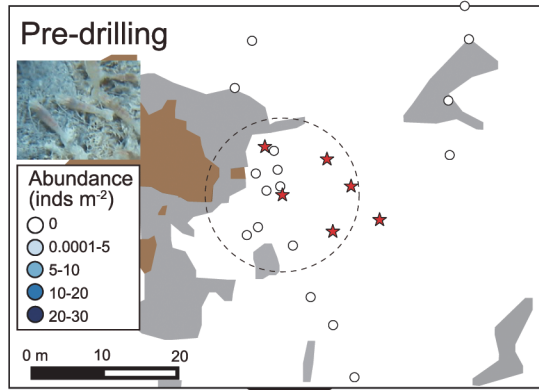 Pre-drilling
Abundance
(inds m⁻²)
0
0.0001-5
5-10
10-20
20-30
0 m 10 20